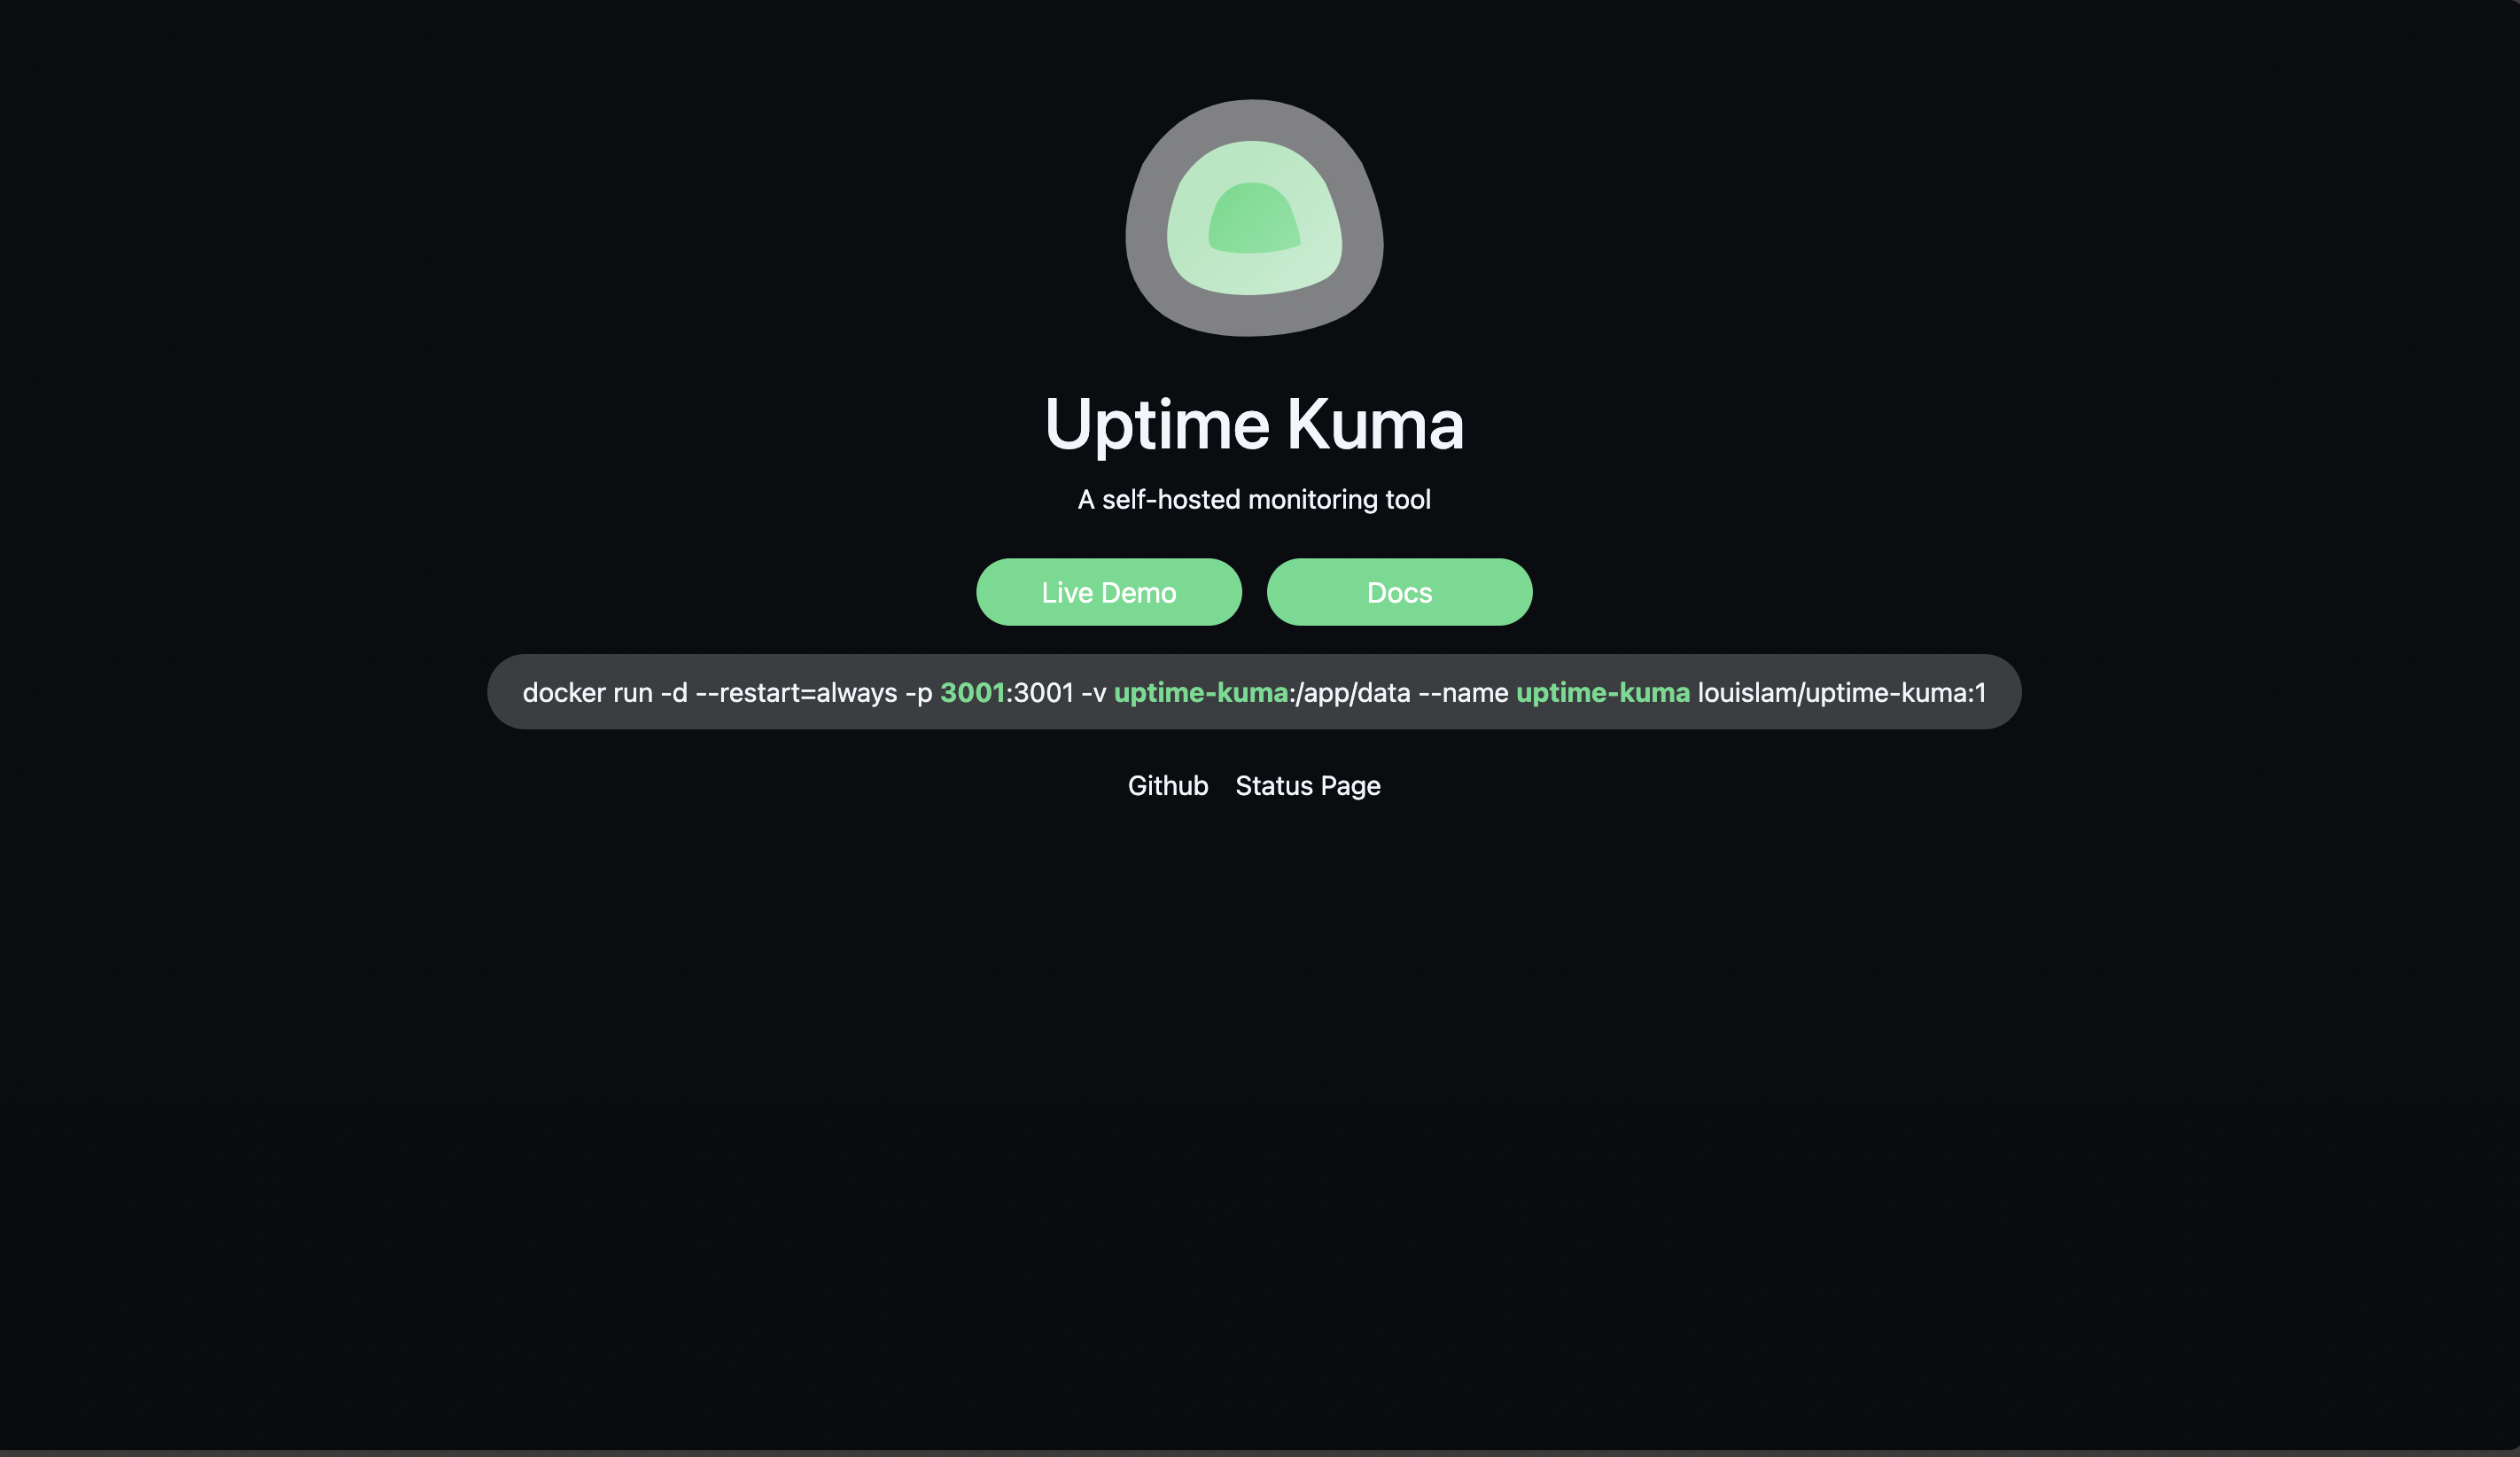 Uptime Kuma
A self-hosted monitoring tool
Live Demo Docs
docker run -d --restart=always -p 3001:3001 -v uptime-kuma:/app/data --name uptime-kuma louislam/uptime-kuma:1
Github Status Page